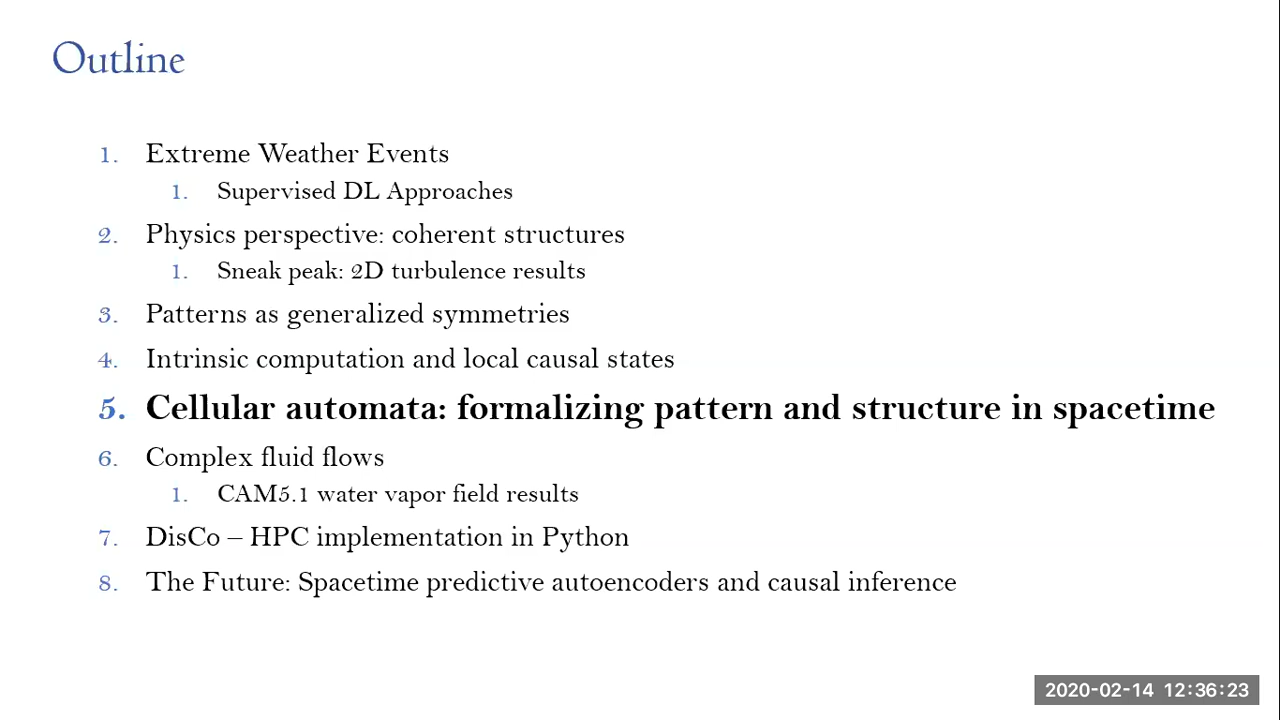 Outline
1. Extreme Weather Events
1. Supervised DL Approaches
2. Physics perspective: coherent structures
1. Sneak peak: 2D turbulence results
3. Patterns as generalized symmetries
4. Intrinsic computation and local causal states
5. Cellular automata: formalizing pattern and structure in spacetime
6. Complex fluid flows
1. CAM5.1 water vapor field results
7. DisCo – HPC implementation in Python
8. The Future: Spacetime predictive autoencoders and causal inference
2020-02-14 12:36:23